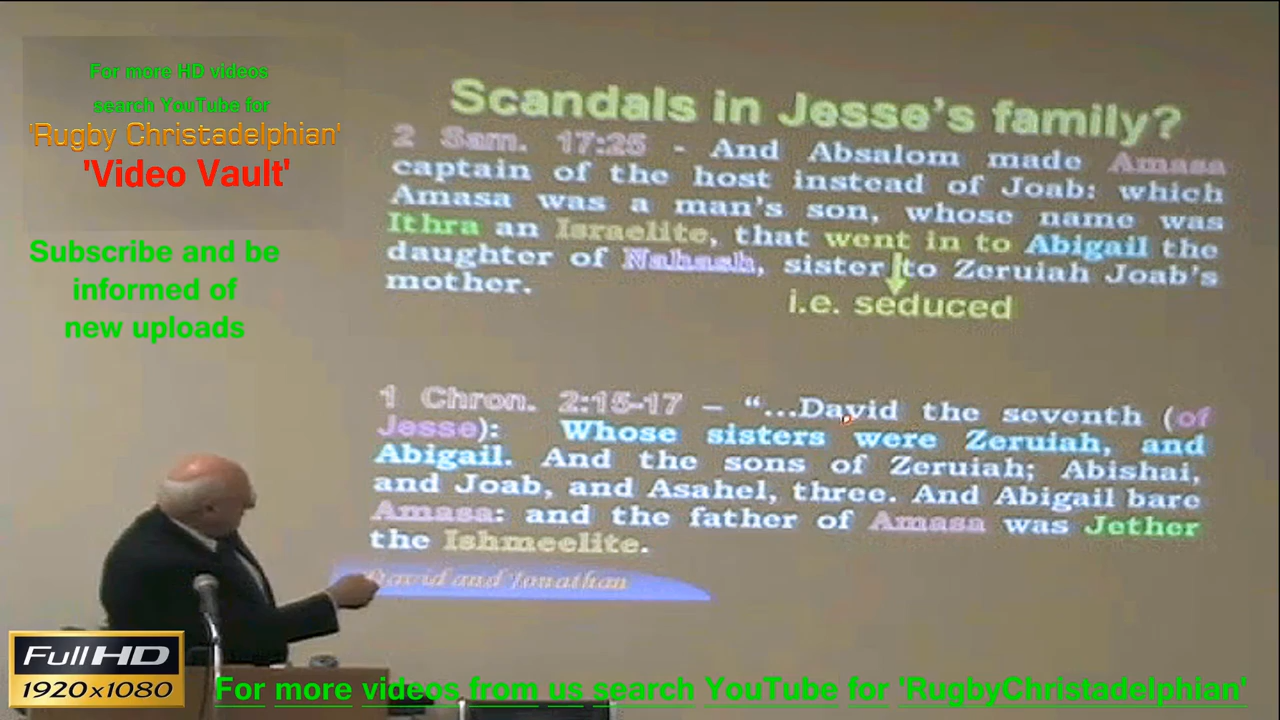 For more HD videos
search YouTube for
'Rugby Christadelphian'
'Video Vault'
Subscribe and be
informed of
new uploads
Scandals in Jesse's family?
2 Sam. 17:25 - And Absalom made Amasa
captain of the host instead of Joab: which
Amasa was a man's son, whose name was
Ithra an Israelite, that went in to Abigail the
daughter of Nahash, sister to Zeruiah Joab's
mother.
i.e. seduced
1 Chron. 2:15-17 – “...David the seventh (of
Jesse): Whose sisters were Zeruiah, and
Abigail. And the sons of Zeruiah; Abishai,
and Joab, and Asahel, three. And Abigail bare
Amasa: and the father of Amasa was Jether
the Ishmeelite.
David and Jonathan
Full HD
1920x1080
For more videos from us search YouTube for 'RugbyChristadelphian'